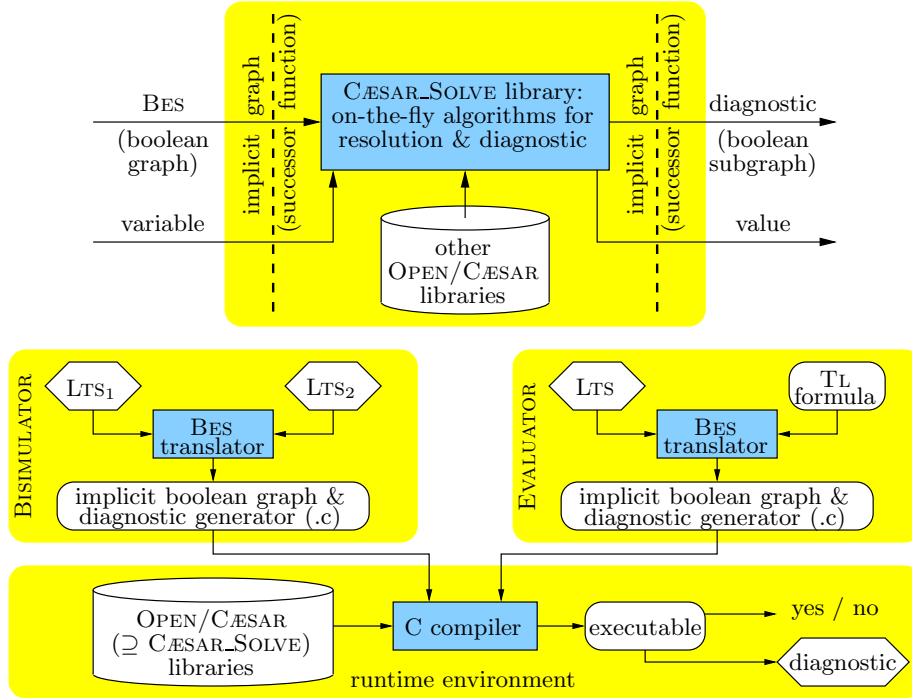 BES
(boolean
graph)
variable
implicit graph
(successor function)
CÆSAR_SOLVE library:
on-the-fly algorithms for
resolution & diagnostic
other
OPEN/CÆSAR
libraries
implicit graph
(successor function)
diagnostic
(boolean
subgraph)
value
BISIMULATOR
LTS1
LTS2
BES
translator
implicit boolean graph &
diagnostic generator (.c)
EVALUATOR
LTS
TL
formula
BES
translator
implicit boolean graph &
diagnostic generator (.c)
OPEN/CÆSAR
(⊇ CÆSAR_SOLVE)
libraries
C compiler
executable
yes / no
diagnostic
runtime environment